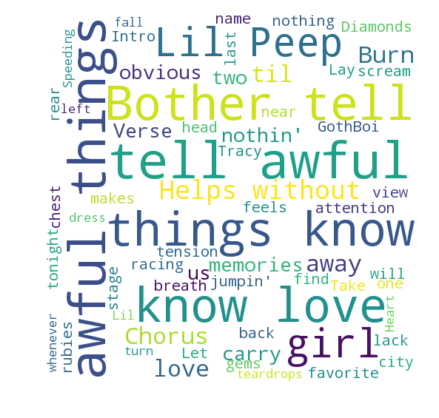 fall
name
nothing
Diamonds
Intro
Lil Peep
last
Burn
Speeding
awful things
obvious
two
til
Lay
scream
rear
Bother tell
left
near
Verse
head
nothin'
GothBoi
Tracy
tell awful
makes
Helps without
view
chest
dress
feels
attention
things know
tonight
tension
racing
us
memories
away
breath
jumpin'
find
will
stage
know love
Take one
Heart
Lil
Chorus
back
girl
lack
whenever
rubies
turn
Let
carry
city
love
gems
teardrops
favorite